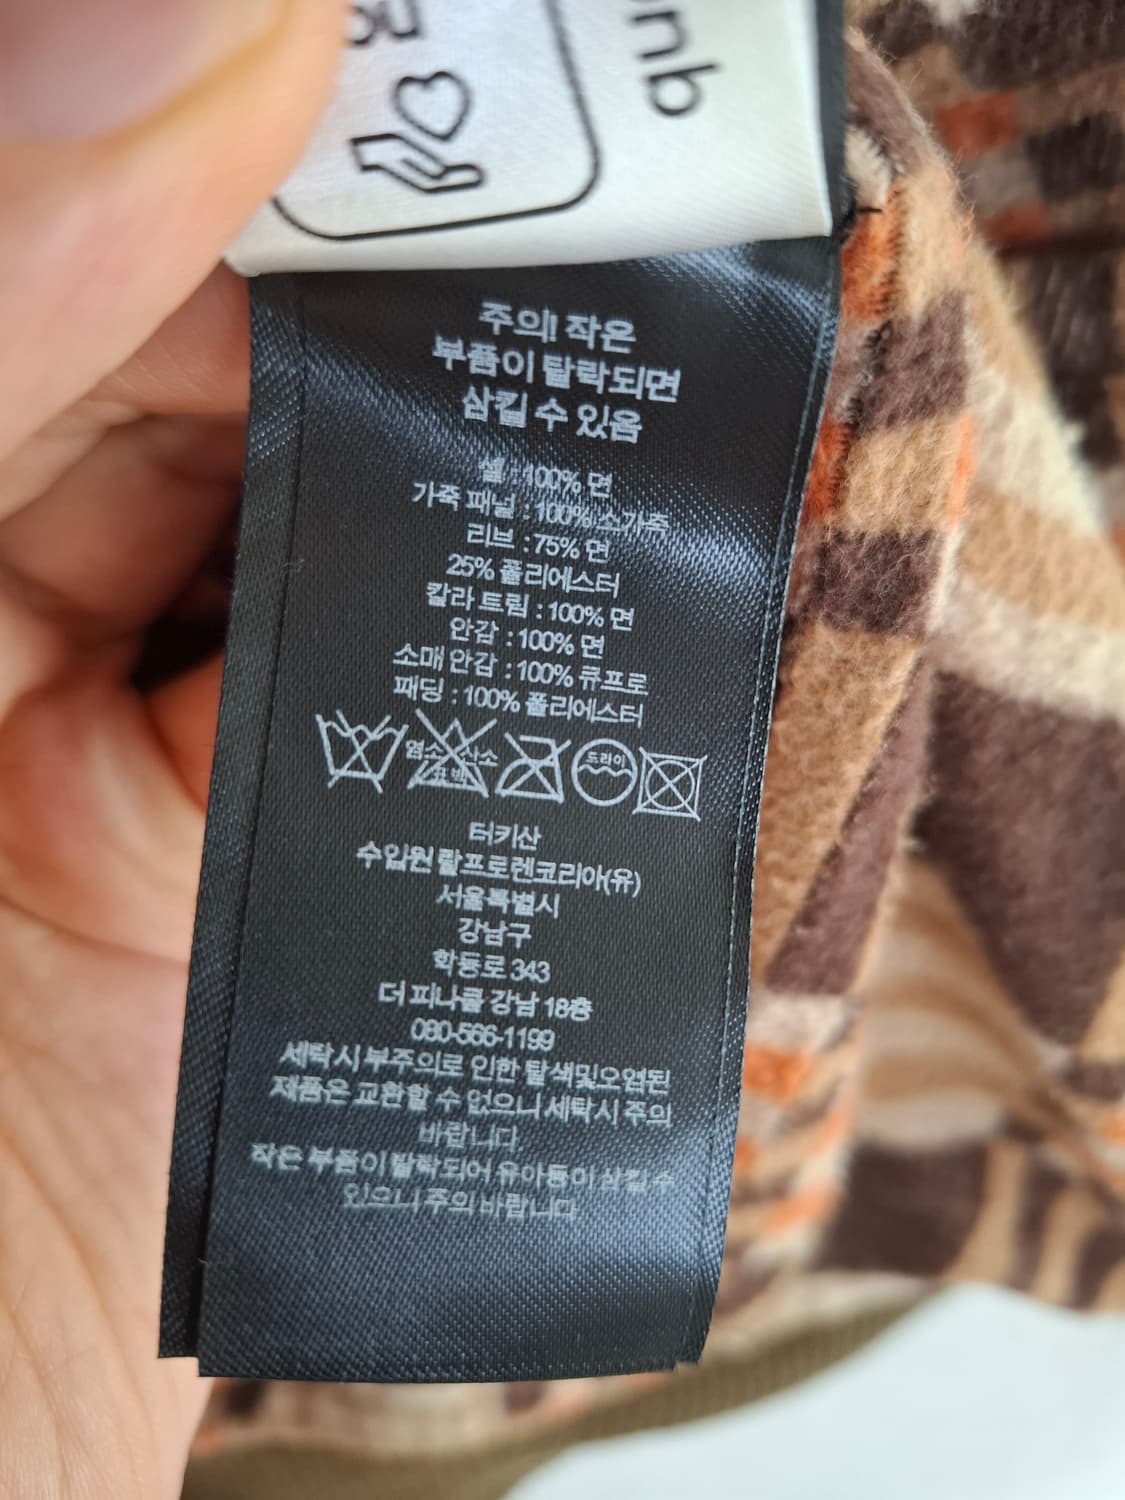 주의! 작은
부품이 탈락되면
삼킬 수 있음
셸 : 100% 면
가죽 패널 : 100% 소가죽
리브 : 75% 면
25% 폴리에스터
칼라 트림 : 100% 면
안감 : 100% 면
소매 안감 : 100% 큐프로
패딩 : 100% 폴리에스터
염소 산소
표백
드라이
터키산
수입원 랄프로렌코리아(유)
서울특별시
강남구
학동로 343
더 피나클 강남 18층
080-566-1199
세탁시 부주의로 인한 탈색및오염된
제품은 교환할 수 없으니 세탁시 주의
바랍니다.
작은 부품이 탈락되어 유아등이 삼킬 수
있으니 주의 바랍니다